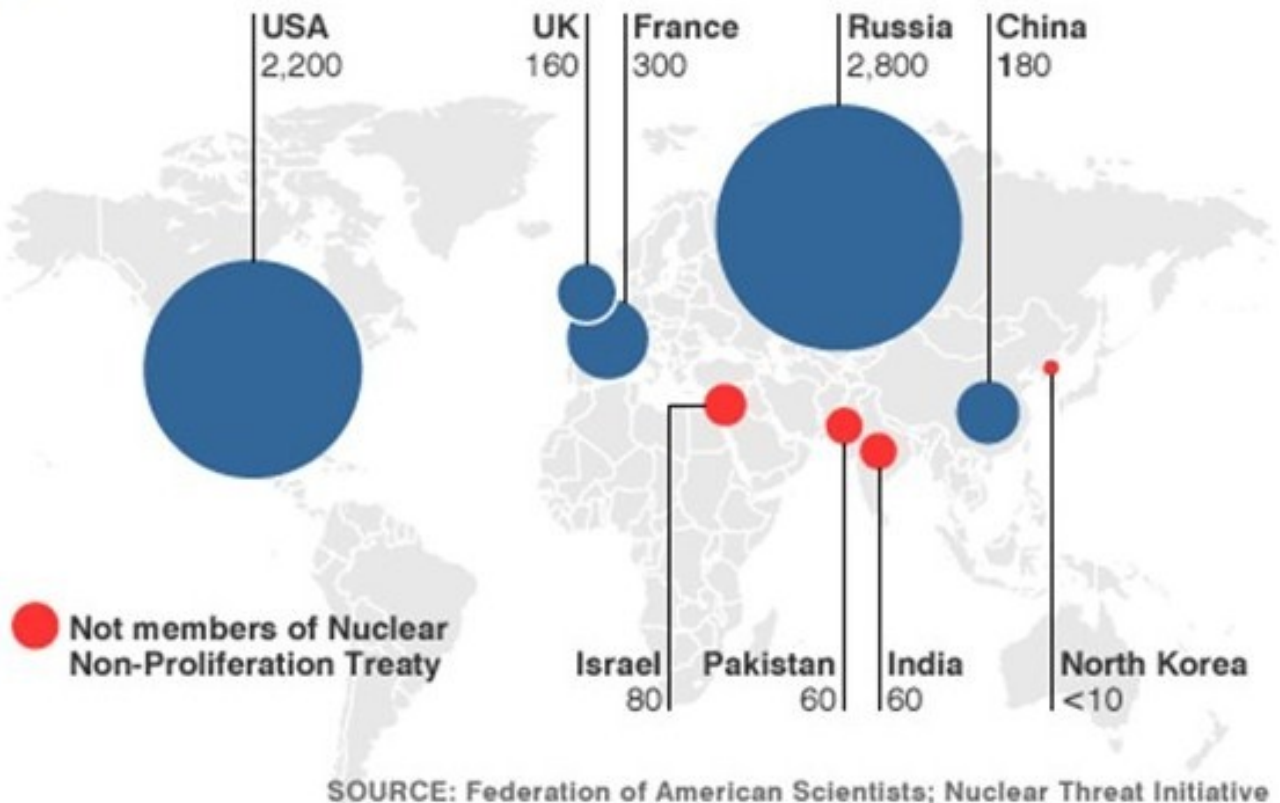 USA
2,200
UK
160
France
300
Russia
2,800
China
180
Not members of Nuclear
Non-Proliferation Treaty
Israel
80
Pakistan
60
India
60
North Korea
<10
SOURCE: Federation of American Scientists; Nuclear Threat Initiative